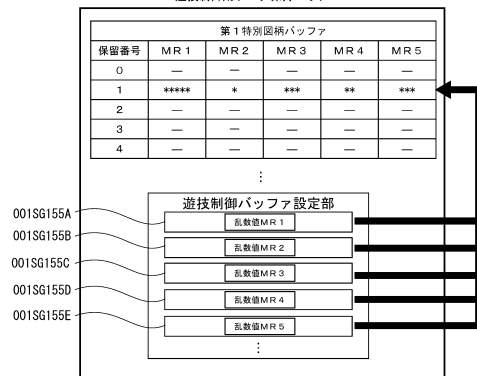 第１特別図柄バッファ
保留番号 ＭＲ１ ＭＲ２ ＭＲ３ ＭＲ４ ＭＲ５
０ ― ― ― ― ―
１ ***** * *** ** ***
２ ― ― ― ― ―
３ ― ― ― ― ―
４ ― ― ― ― ―
⋮
遊技制御バッファ設定部
001SG155A 乱数値ＭＲ１
001SG155B 乱数値ＭＲ２
001SG155C 乱数値ＭＲ３
001SG155D 乱数値ＭＲ４
001SG155E 乱数値ＭＲ５
⋮